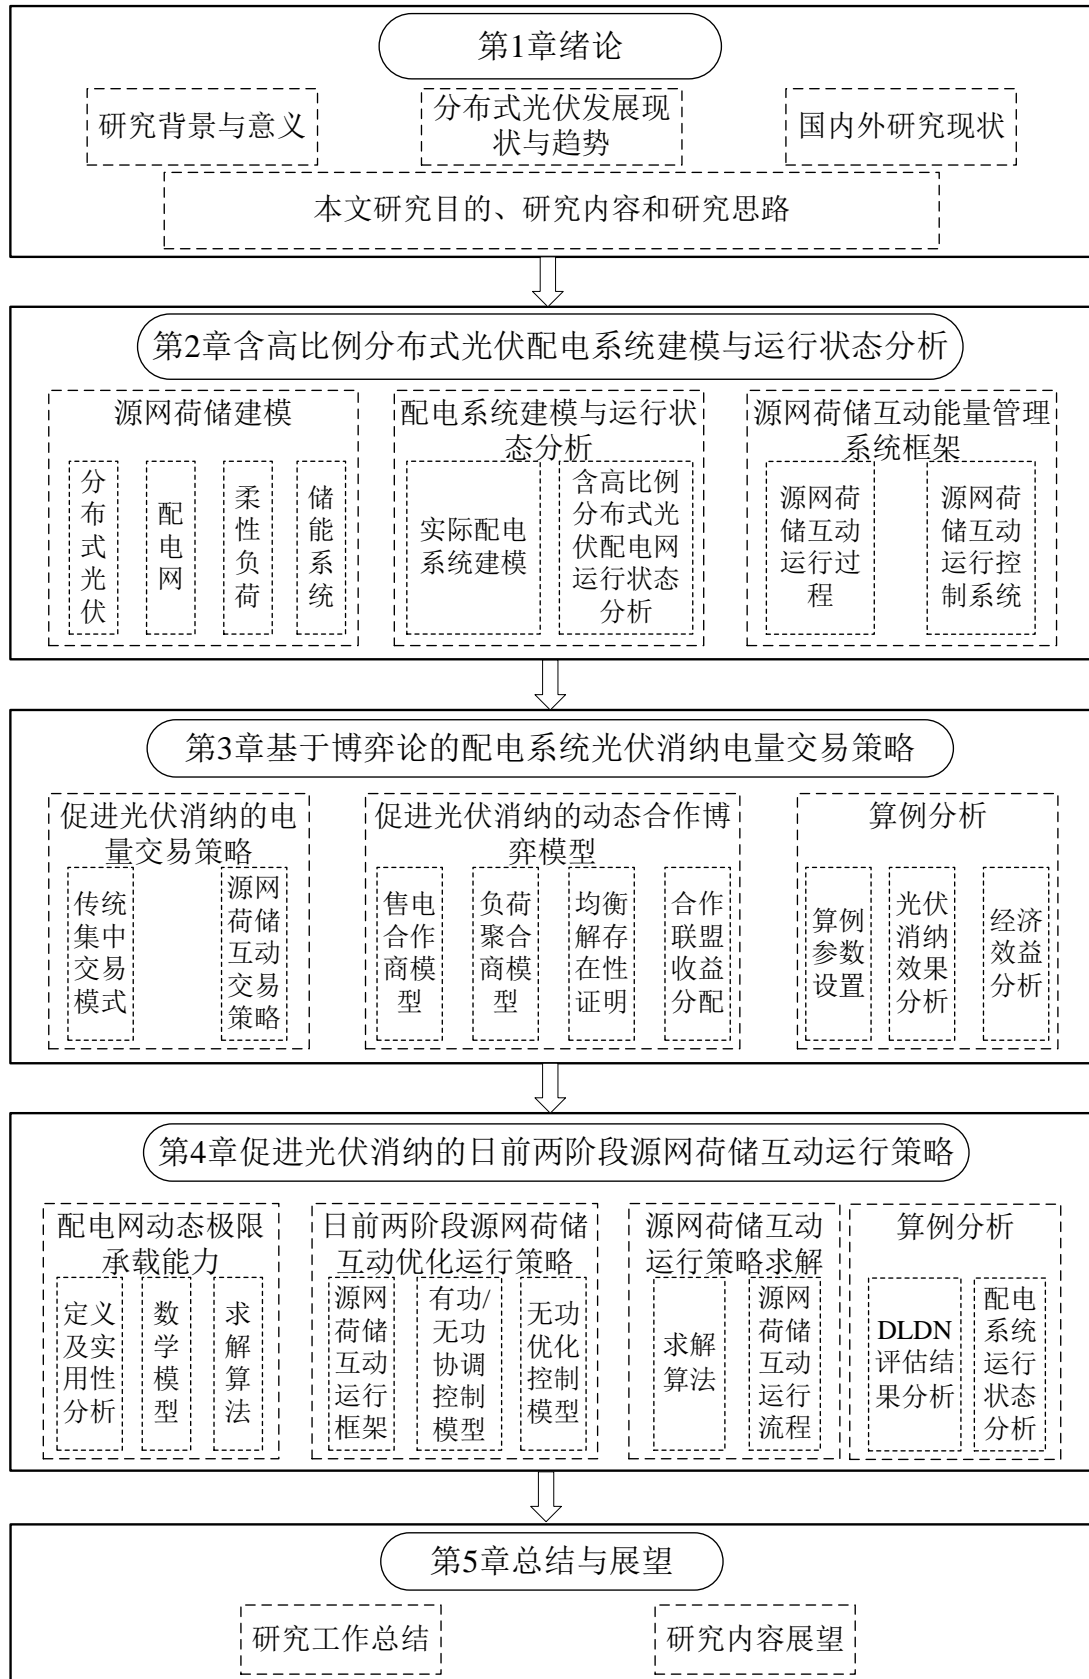 第1章绪论
研究背景与意义
分布式光伏发展现
状与趋势
国内外研究现状
本文研究目的、研究内容和研究思路
第2章含高比例分布式光伏配电系统建模与运行状态分析
源网荷储建模
分
布
式
光
伏
配
电
网
柔
性
负
荷
储
能
系
统
配电系统建模与运行状
态分析
实际配电
系统建模
含高比例
分布式光
伏配电网
运行状态
分析
源网荷储互动能量管理
系统框架
源网荷
储互动
运行过
程
源网荷
储互动
运行控
制系统
第3章基于博弈论的配电系统光伏消纳电量交易策略
促进光伏消纳的电
量交易策略
传统
集中
交易
模式
源网
荷储
互动
交易
策略
促进光伏消纳的动态合作博
弈模型
售电
合作
商模
型
负荷
聚合
商模
型
均衡
解存
在性
证明
合作
联盟
收益
分配
算例分析
算例
参数
设置
光伏
消纳
效果
分析
经济
效益
分析
第4章促进光伏消纳的日前两阶段源网荷储互动运行策略
配电网动态极限
承载能力
定义
及实
用性
分析
数
学
模
型
求
解
算
法
日前两阶段源网荷储
互动优化运行策略
源网
荷储
互动
运行
框架
有功/
无功
协调
控制
模型
无功
优化
控制
模型
源网荷储互动
运行策略求解
求解
算法
源网
荷储
互动
运行
流程
算例分析
DLDN
评估结
果分析
配电
系统
运行
状态
分析
第5章总结与展望
研究工作总结
研究内容展望